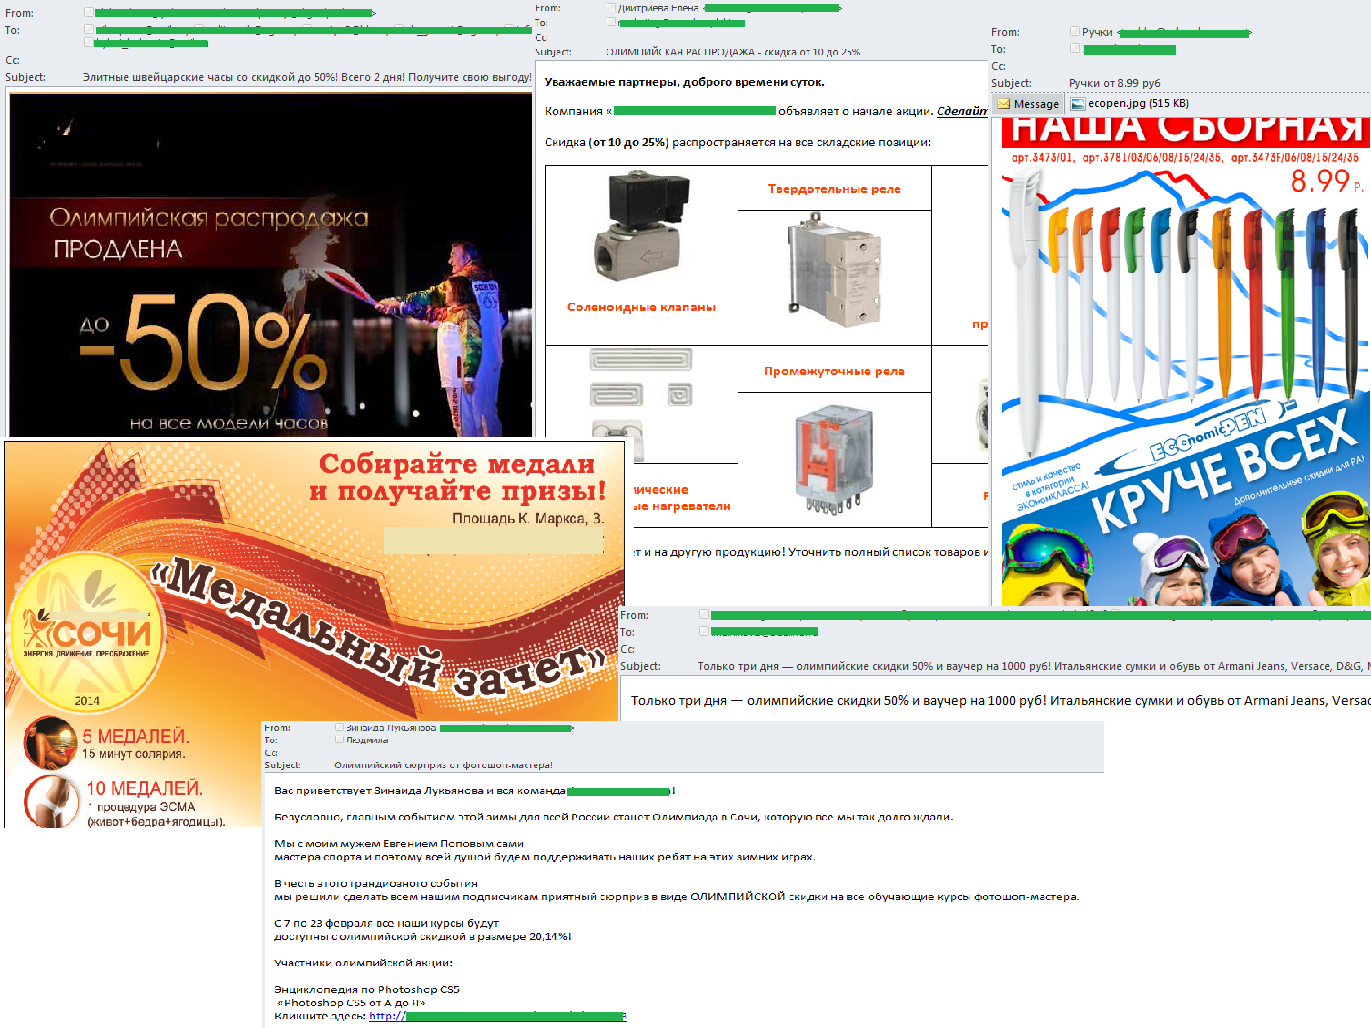 From:
To:
Cc:
Subject: Элитные швейцарские часы со скидкой до 50%! Всего 2 дня! Получите свою выгоду!
Олимпийская распродажа
ПРОДЛЕНА
до
–50%
на все модели часов
From: Дмитриева Елена <
To:
Cc:
Subject: ОЛИМПИЙСКАЯ РАСПРОДАЖА - скидка от 10 до 25%
Уважаемые партнеры, доброго времени суток.
Компания « объявляет о начале акции. Сделайт
Скидка (от 10 до 25%) распространяется на все складские позиции:
Твердотельные реле
Соленоидные клапаны
пр
Промежуточные реле
ические
ые нагреватели
ет и на другую продукцию! Уточнить полный список товаров и
From: Ручки < >
To:
Cc:
Subject: Ручки от 8.99 руб
Message ecopen.jpg (515 KB)
НАША СБОРНАЯ
арт.3473/01, арт.3781/03/06/08/15/24/35, арт.3473F/06/08/15/24/35
8.99 р.
ECOnomic PEN
стиль и качество
в категории
ЭКОномКЛАССА!
КРУЧЕ ВСЕХ
Дополнительные скидки для РА!
Собирайте медали
и получайте призы!
Площадь К. Маркса, 3.
«Медальный зачет»
СОЧИ
ЭНЕРГИЯ. ДВИЖЕНИЕ. ПРЕОБРАЖЕНИЕ
2014
5 МЕДАЛЕЙ.
15 минут солярия.
10 МЕДАЛЕЙ.
1 процедура ЭСМА
(живот+бедра+ягодицы).
From:
To:
Cc:
Subject: Только три дня — олимпийские скидки 50% и ваучер на 1000 руб! Итальянские сумки и обувь от Armani Jeans, Versace, D&G, M
Только три дня — олимпийские скидки 50% и ваучер на 1000 руб! Итальянские сумки и обувь от Armani Jeans, Versac
From: Зинаида Лукьянова >
To: Людмила
Cc:
Subject: Олимпийский сюрприз от фотошоп-мастера!
Вас приветствует Зинаида Лукьянова и вся команда !
Безусловно, главным событием этой зимы для всей России станет Олимпиада в Сочи, которую все мы так долго ждали.
Мы с моим мужем Евгением Поповым сами
мастера спорта и поэтому всей душой будем поддерживать наших ребят на этих зимних играх.
В честь этого грандиозного события
мы решили сделать всем нашим подписчикам приятный сюрприз в виде ОЛИМПИЙСКОЙ скидки на все обучающие курсы фотошоп-мастера.
С 7 по 23 февраля все наши курсы будут
доступны с олимпийской скидкой в размере 20,14%!
Участники олимпийской акции:
Энциклопедия по Photoshop CS5
«Photoshop CS5 от А до Я»
Кликните здесь: http://